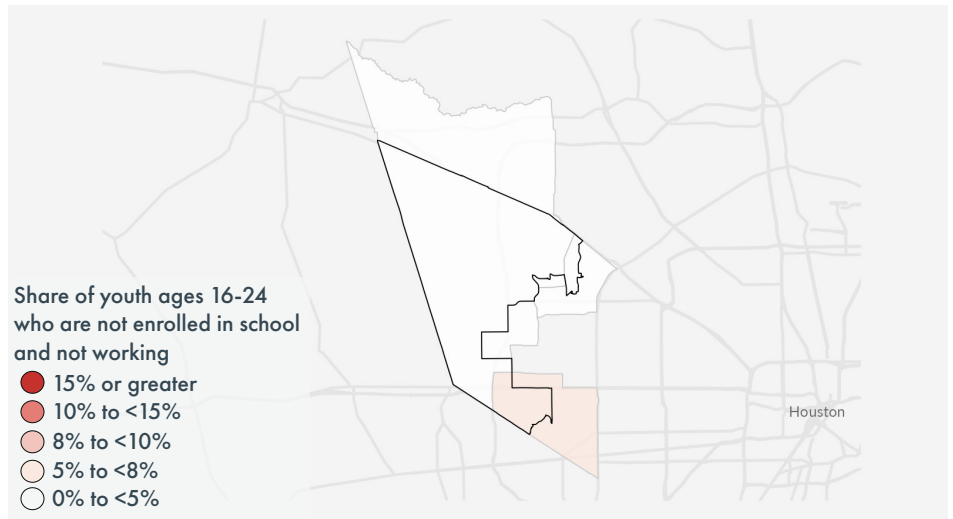 Share of youth ages 16-24
who are not enrolled in school
and not working
15% or greater
10% to <15%
8% to <10%
5% to <8%
0% to <5%
Houston